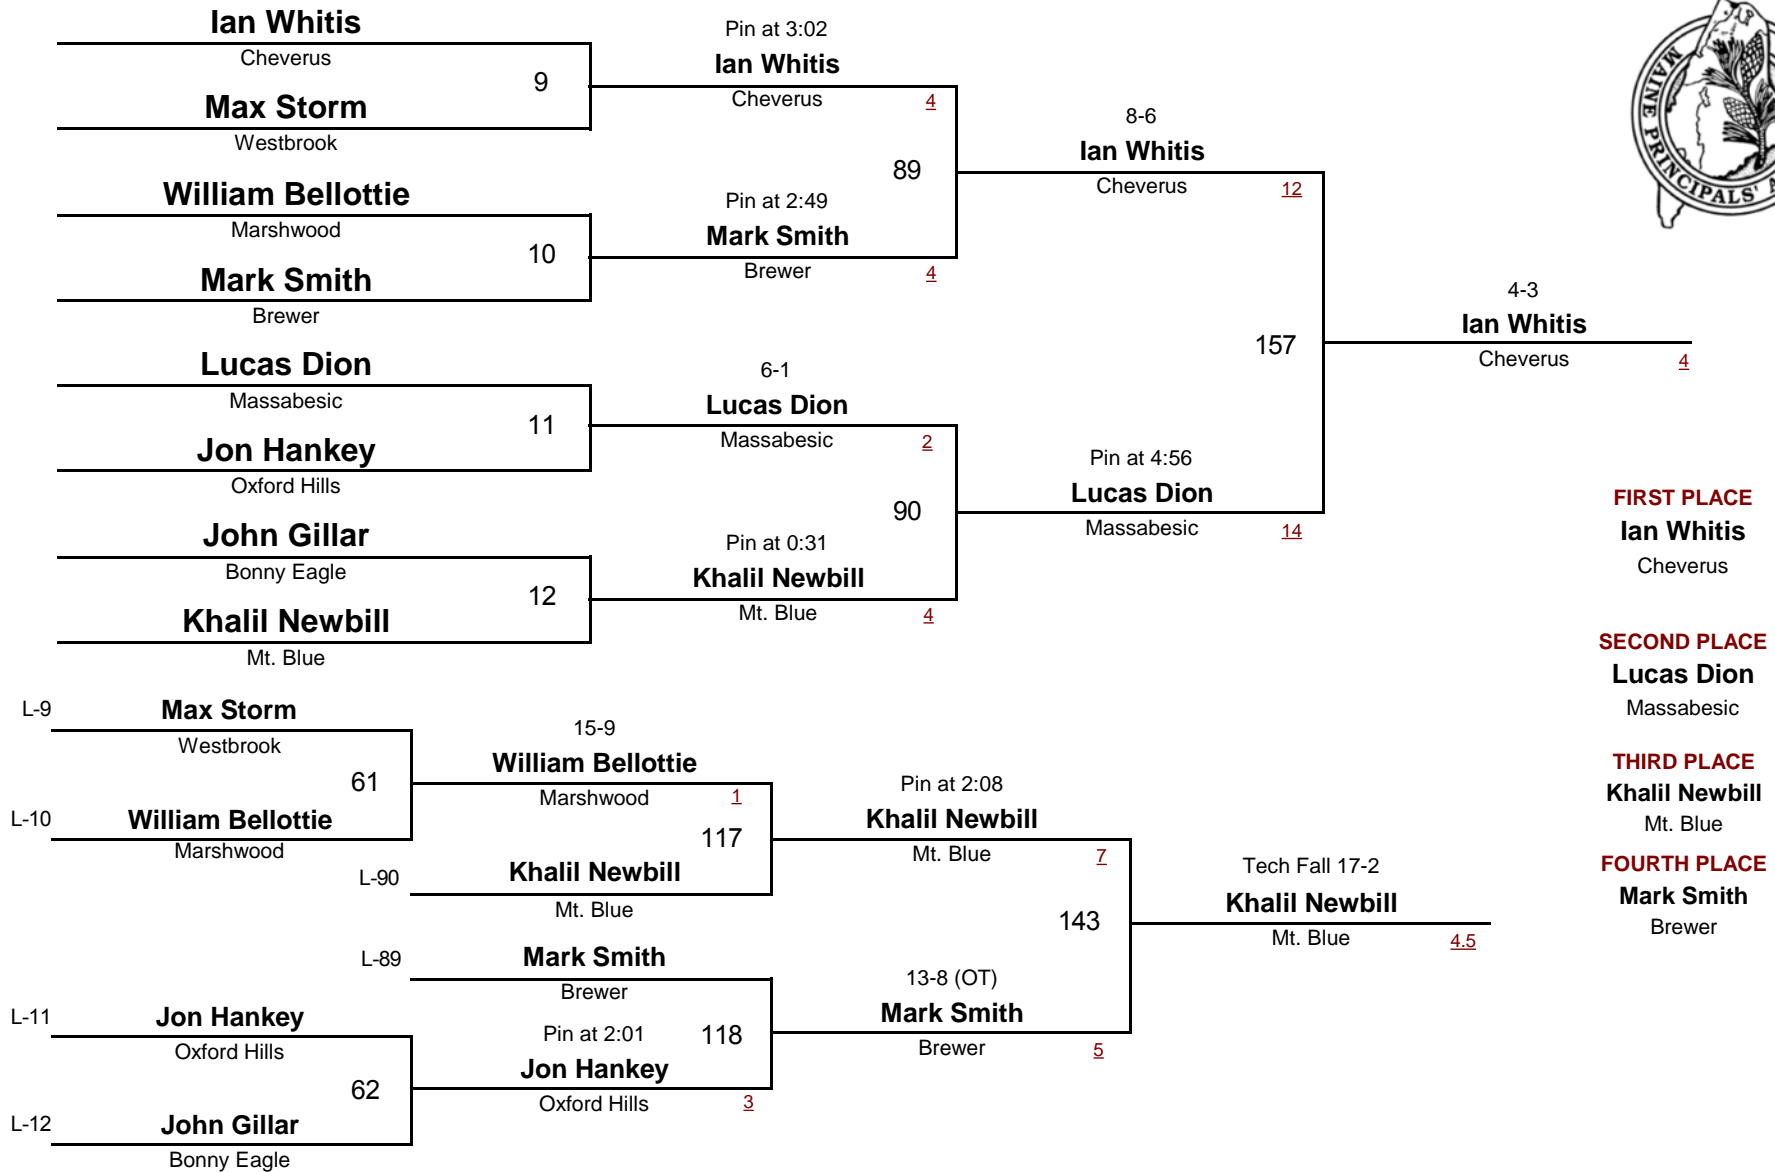 Ian Whitis
Cheverus
9
Max Storm
Westbrook
William Bellottie
Marshwood
10
Mark Smith
Brewer
Lucas Dion
Massabesic
11
Jon Hankey
Oxford Hills
John Gillar
Bonny Eagle
12
Khalil Newbill
Mt. Blue
Pin at 3:02
Ian Whitis
Cheverus 4
89
Pin at 2:49
Mark Smith
Brewer 4
6-1
Lucas Dion
Massabesic 2
90
Pin at 0:31
Khalil Newbill
Mt. Blue 4
8-6
Ian Whitis
Cheverus 12
157
Pin at 4:56
Lucas Dion
Massabesic 14
4-3
Ian Whitis
Cheverus 4
MAINE PRINCIPALS' A
FIRST PLACE
Ian Whitis
Cheverus
SECOND PLACE
Lucas Dion
Massabesic
THIRD PLACE
Khalil Newbill
Mt. Blue
FOURTH PLACE
Mark Smith
Brewer
L-9 Max Storm
Westbrook
61
L-10 William Bellottie
Marshwood
15-9
William Bellottie
Marshwood 1
117
L-90 Khalil Newbill
Mt. Blue
L-89 Mark Smith
Brewer
Pin at 2:01 118
Jon Hankey
Oxford Hills 3
L-11 Jon Hankey
Oxford Hills
62
L-12 John Gillar
Bonny Eagle
Pin at 2:08
Khalil Newbill
Mt. Blue 7
143
13-8 (OT)
Mark Smith
Brewer 5
Tech Fall 17-2
Khalil Newbill
Mt. Blue 4.5